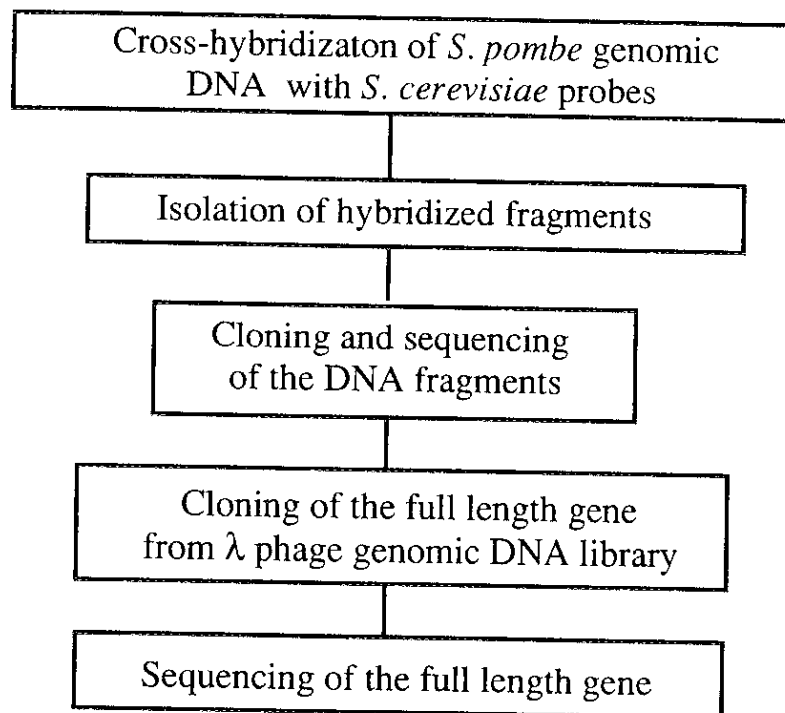 Cross-hybridizaton of S. pombe genomic
DNA with S. cerevisiae probes
Isolation of hybridized fragments
Cloning and sequencing
of the DNA fragments
Cloning of the full length gene
from λ phage genomic DNA library
Sequencing of the full length gene